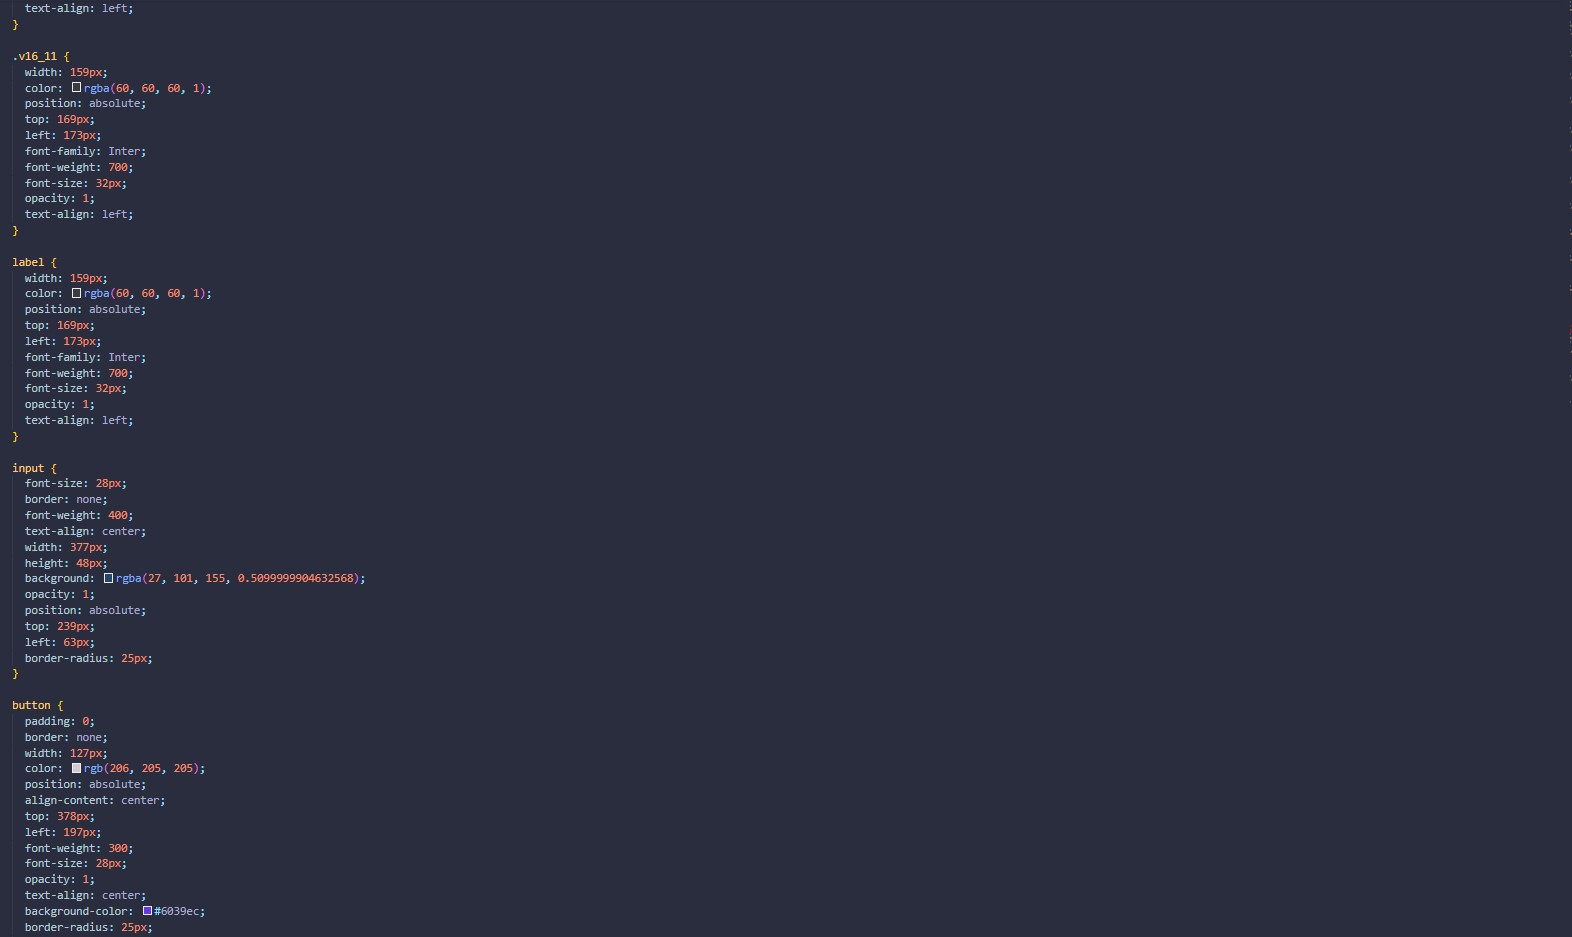 text-align: left;
}
.v16_11 {
width: 159px;
color: rgba(60, 60, 60, 1);
position: absolute;
top: 169px;
left: 173px;
font-family: Inter;
font-weight: 700;
font-size: 32px;
opacity: 1;
text-align: left;
}
label {
width: 159px;
color: rgba(60, 60, 60, 1);
position: absolute;
top: 169px;
left: 173px;
font-family: Inter;
font-weight: 700;
font-size: 32px;
opacity: 1;
text-align: left;
}
input {
font-size: 28px;
border: none;
font-weight: 400;
text-align: center;
width: 377px;
height: 48px;
background: rgba(27, 101, 155, 0.5099999904632568);
opacity: 1;
position: absolute;
top: 239px;
left: 63px;
border-radius: 25px;
}
button {
padding: 0;
border: none;
width: 127px;
color: rgb(206, 205, 205);
position: absolute;
align-content: center;
top: 378px;
left: 197px;
font-weight: 300;
font-size: 28px;
opacity: 1;
text-align: center;
background-color: #6039ec;
border-radius: 25px;